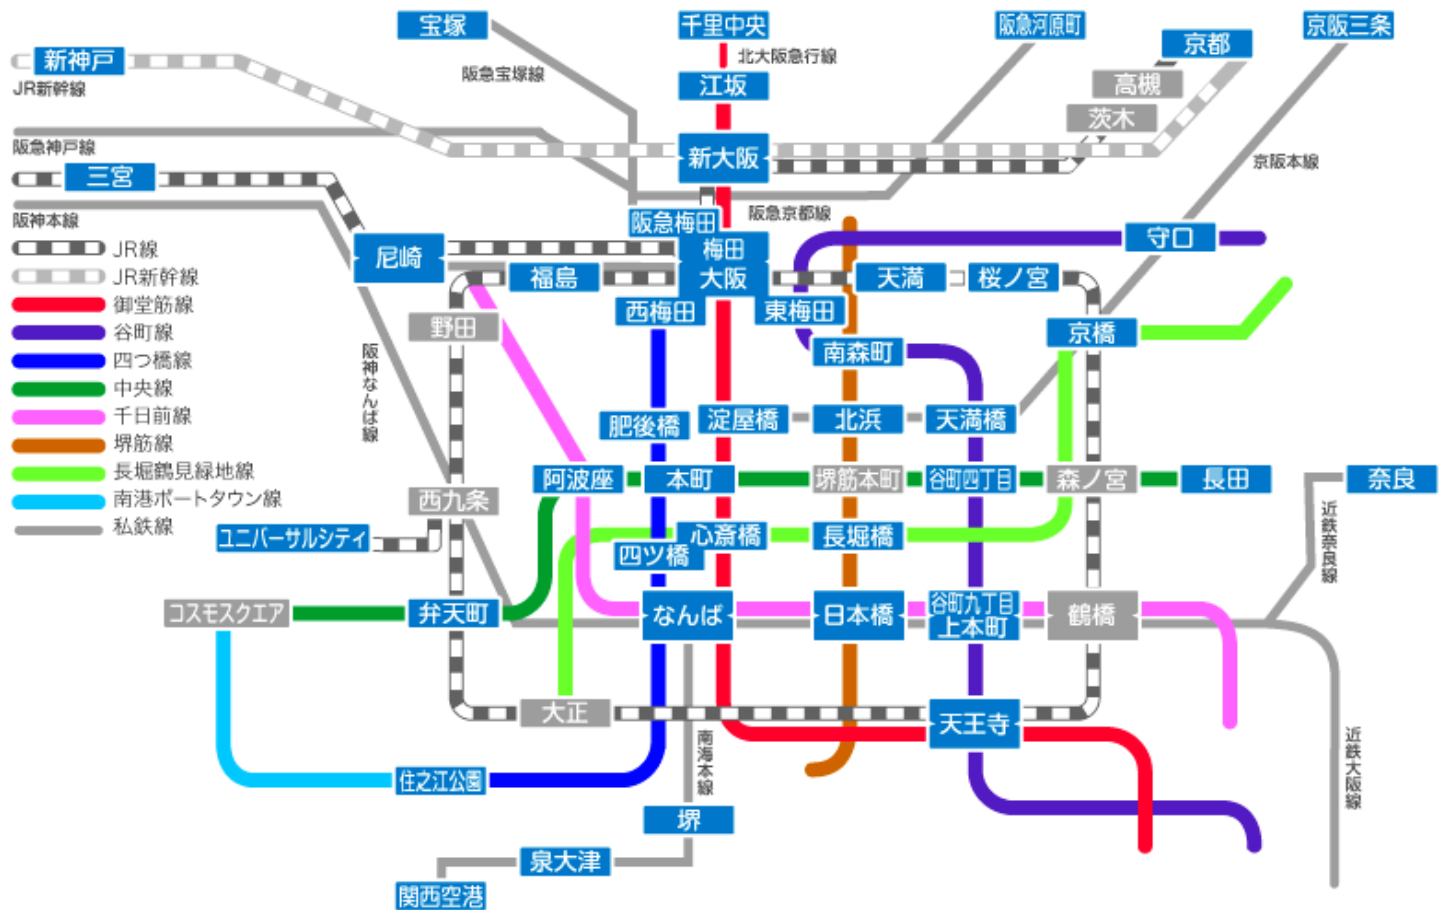 宝塚
千里中央
阪急河原町
京阪三条
新神戸
京都
北大阪急行線
阪急宝塚線
JR新幹線
江坂
高槻
茨木
阪急神戸線
新大阪
京阪本線
三宮
阪神本線
阪急梅田
阪急京都線
守口
JR線
尼崎
梅田
大阪
JR新幹線
福島
天満
桜ノ宮
御堂筋線
西梅田
東梅田
谷町線
野田
京橋
四つ橋線
阪神なんば線
南森町
中央線
千日前線
肥後橋
淀屋橋
北浜
天満橋
堺筋線
長堀鶴見緑地線
阿波座
本町
堺筋本町
谷町四丁目
森ノ宮
長田
奈良
南港ポートタウン線
西九条
私鉄線
ユニバーサルシティ
心斎橋
長堀橋
四ツ橋
近鉄奈良線
コスモスクエア
弁天町
なんば
日本橋
谷町九丁目
上本町
鶴橋
大正
天王寺
南海本線
近鉄大阪線
住之江公園
堺
泉大津
関西空港